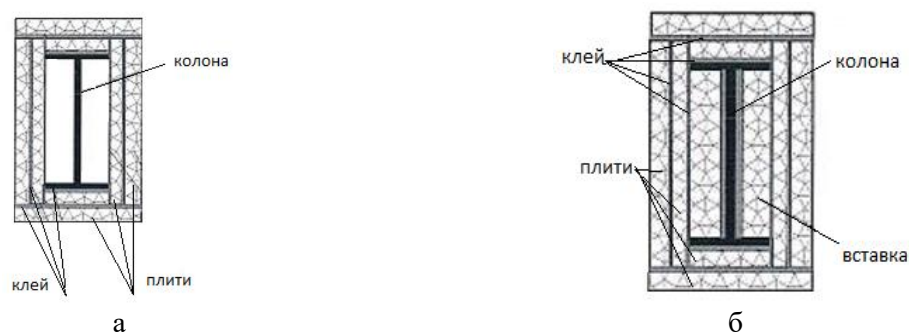 колона
клей
плити
а
клей
колона
плити
вставка
б